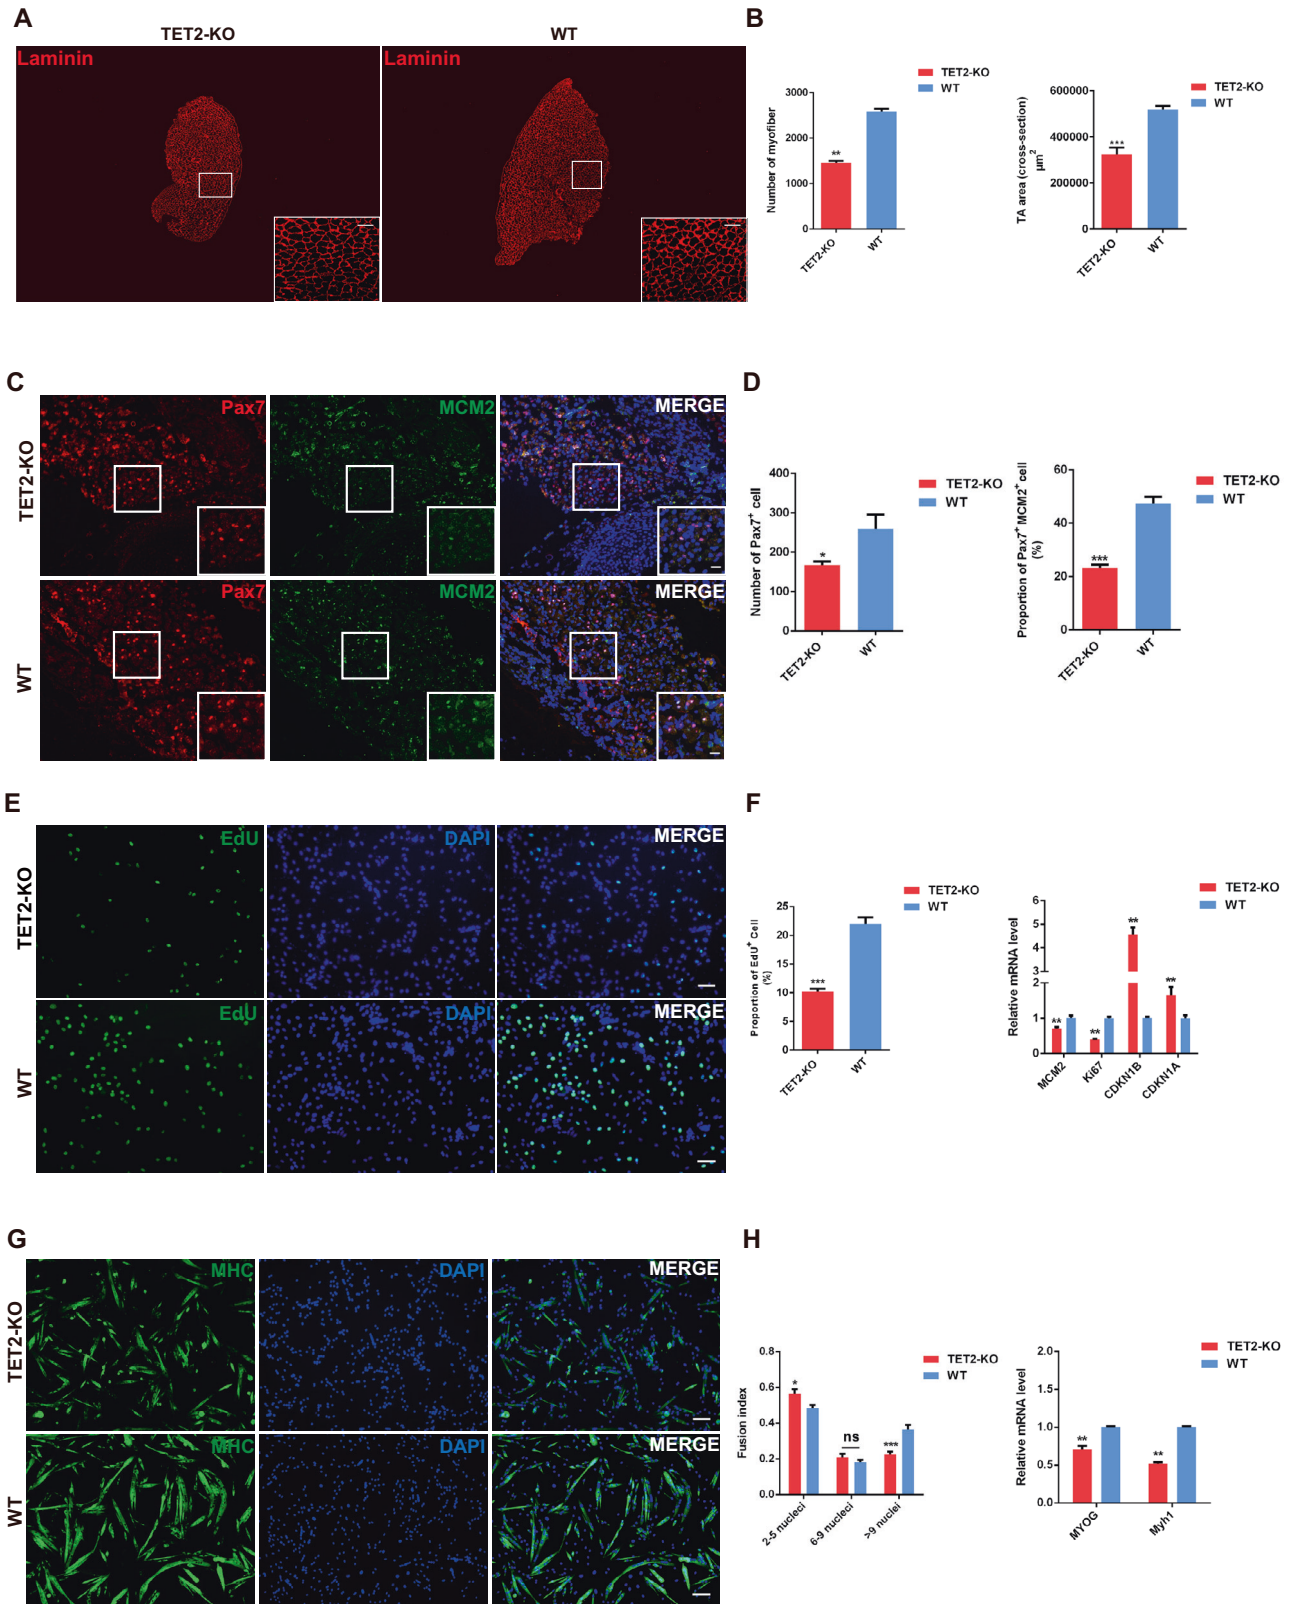 A
TET2-KO
WT
Laminin
Laminin
B
TET2-KO
WT
Number of myofiber
3000
2000
1000
0
**
TET2-KO
WT
TET2-KO
WT
TA area (cross-section)
µm²
600000
400000
200000
0
***
TET2-KO
WT
C
TET2-KO
Pax7
MCM2
MERGE
WT
Pax7
MCM2
MERGE
D
TET2-KO
WT
Number of Pax7⁺ cell
400
300
200
100
0
*
TET2-KO
WT
TET2-KO
WT
Proportion of Pax7⁺ MCM2⁺ cell
(%)
60
40
20
0
***
TET2-KO
WT
E
TET2-KO
EdU
DAPI
MERGE
WT
EdU
DAPI
MERGE
F
TET2-KO
WT
Proportion of EdU⁺ Cell
(%)
25
20
15
10
5
0
***
TET2-KO
WT
TET2-KO
WT
Relative mRNA level
6
5
4
3
2
1
0
**
**
**
**
MCM2
Ki67
CDKN1B
CDKN1A
G
TET2-KO
MHC
DAPI
MERGE
WT
MHC
DAPI
MERGE
H
TET2-KO
WT
Fusion index
0.8
0.6
0.4
0.2
0.0
*
ns
***
2-5 nucleci
6-9 nucleci
>9 nuclei
TET2-KO
WT
Relative mRNA level
2.0
1.5
1.0
0.5
0.0
**
**
MYOG
Myh1